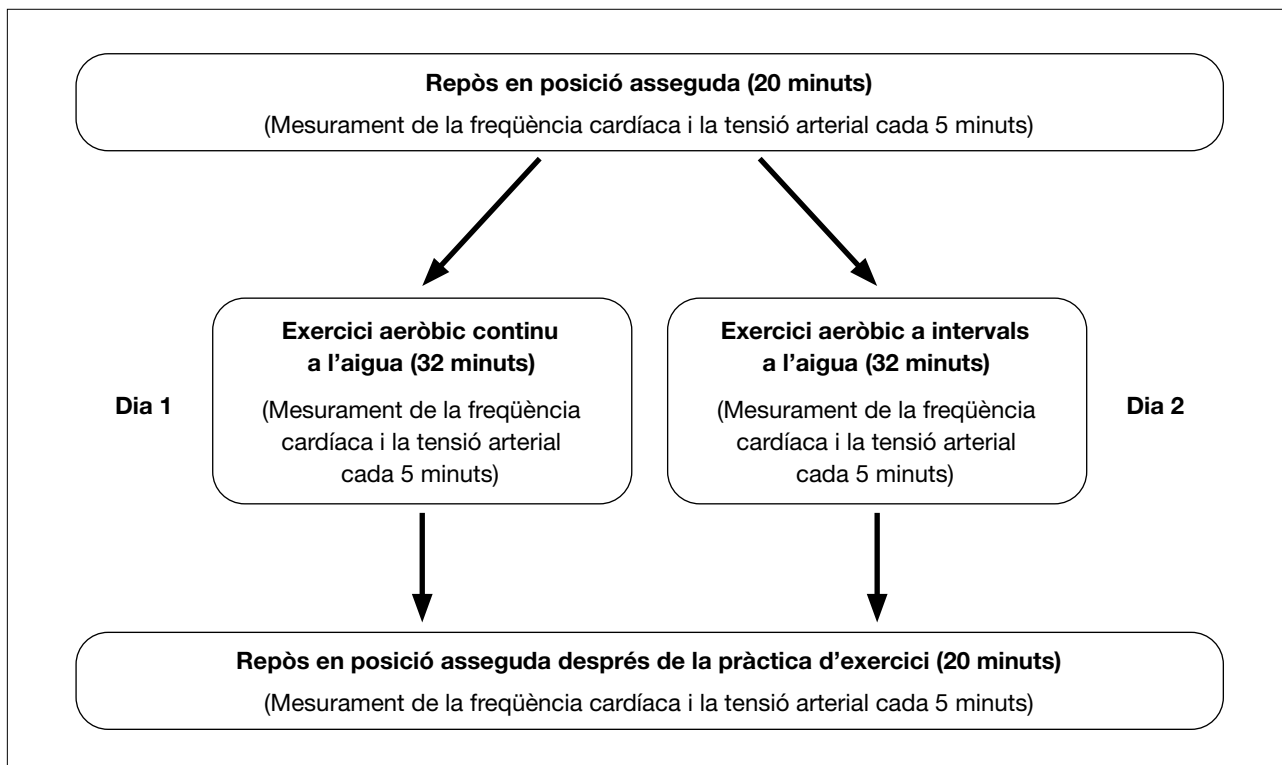 Repòs en posició asseguda (20 minuts)
(Mesurament de la freqüència cardíaca i la tensió arterial cada 5 minuts)
Exercici aeròbic continu
a l’aigua (32 minuts)
(Mesurament de la freqüència
cardíaca i la tensió arterial
cada 5 minuts)
Dia 1
Exercici aeròbic a intervals
a l’aigua (32 minuts)
(Mesurament de la freqüència
cardíaca i la tensió arterial
cada 5 minuts)
Dia 2
Repòs en posició asseguda després de la pràctica d’exercici (20 minuts)
(Mesurament de la freqüència cardíaca i la tensió arterial cada 5 minuts)